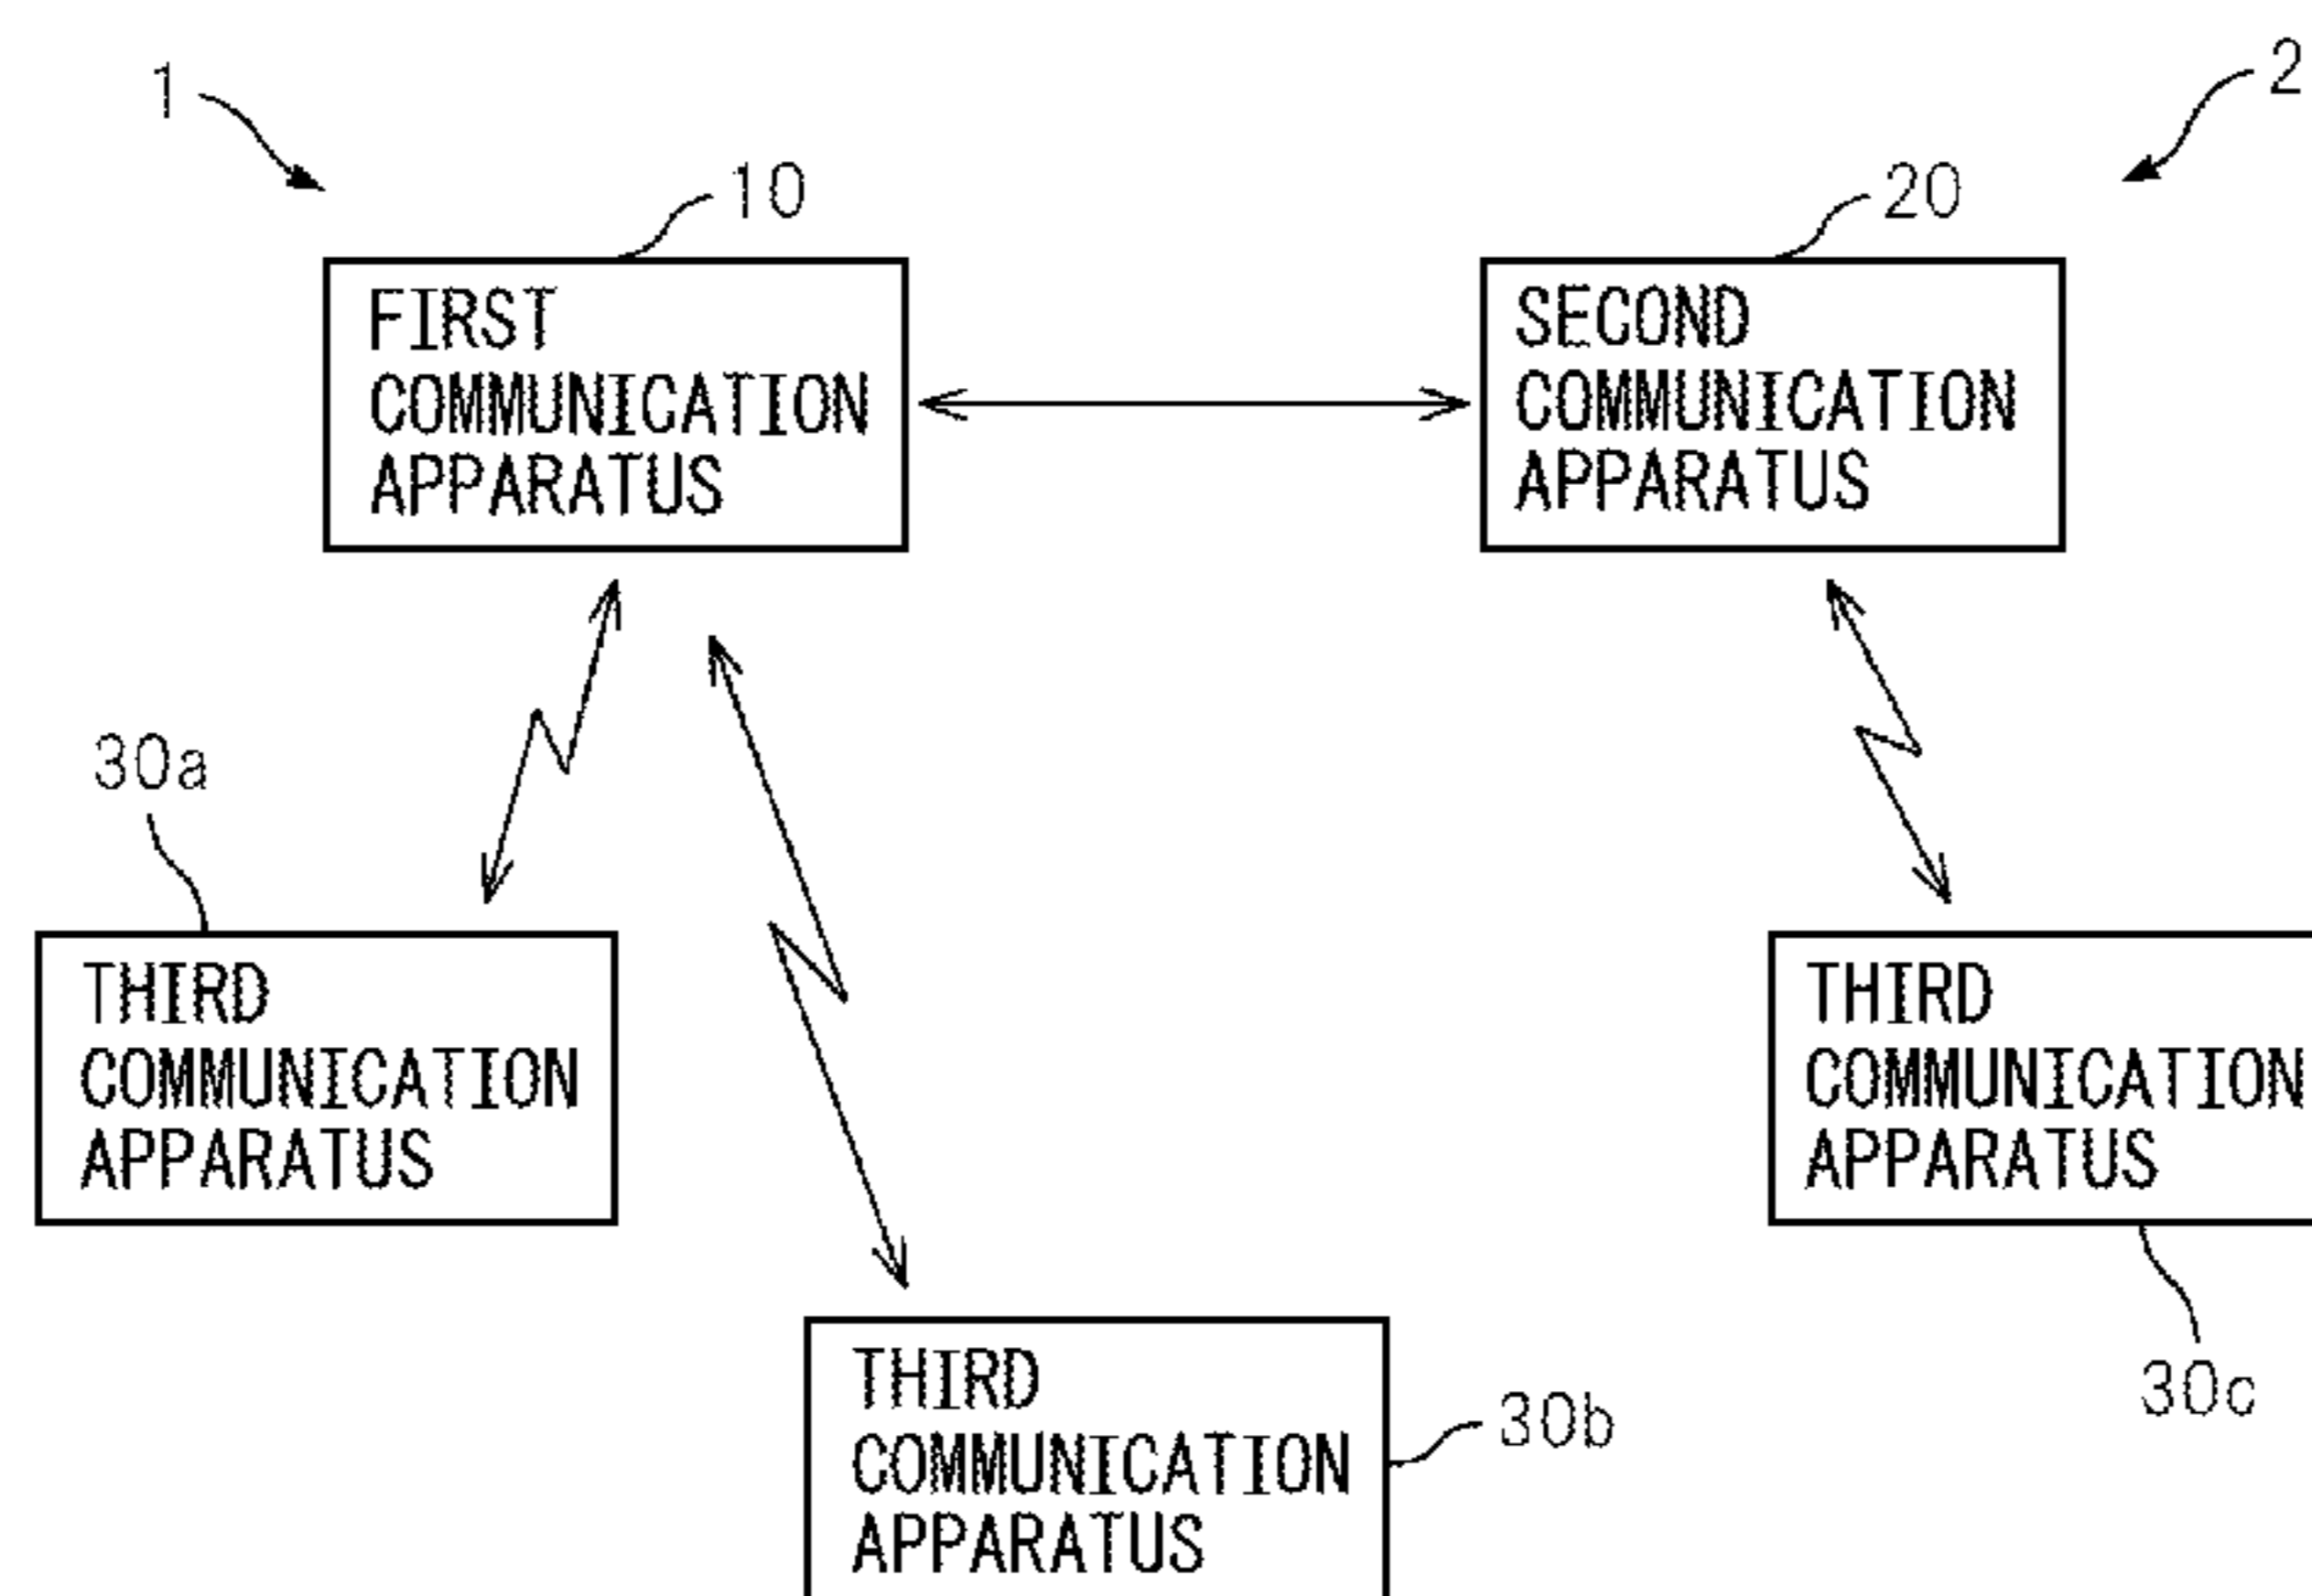 1
2
10
20
FIRST
COMMUNICATION
APPARATUS
SECOND
COMMUNICATION
APPARATUS
30a
THIRD
COMMUNICATION
APPARATUS
THIRD
COMMUNICATION
APPARATUS
30c
THIRD
COMMUNICATION
APPARATUS
30b